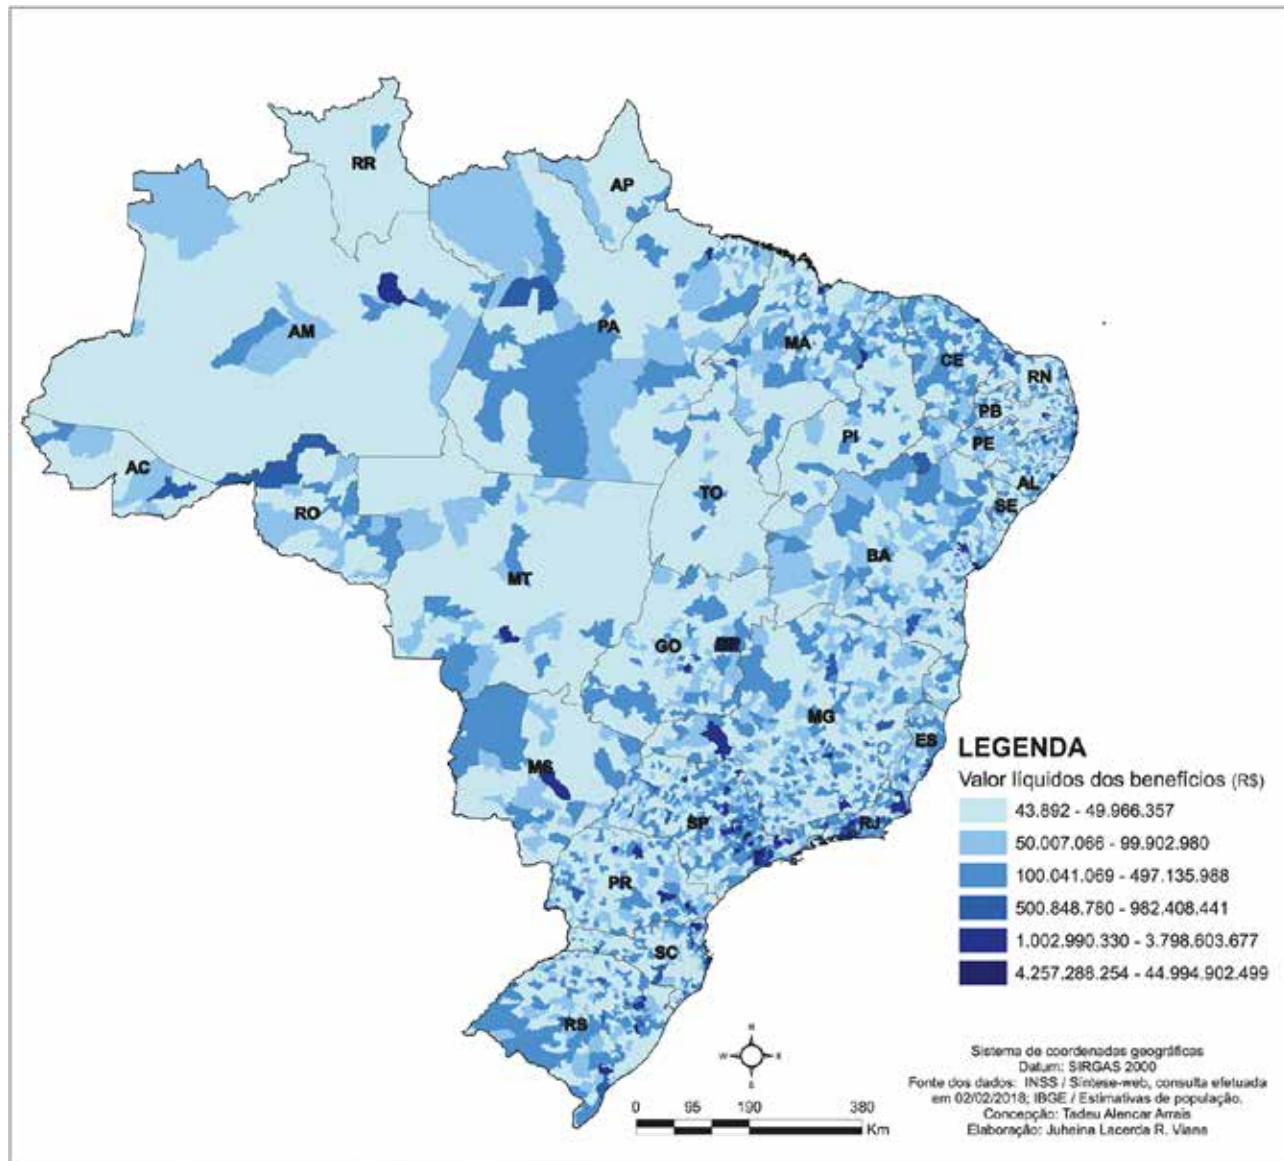 RR
AP
AM
PA
MA
CE
RN
PB
PE
PI
AL
SE
AC
RO
TO
BA
MT
GO
DF
MG
ES
MS
SP
RJ
PR
SC
RS
LEGENDA
Valor líquidos dos benefícios (R$)
43.892 - 49.966.357
50.007.066 - 99.902.980
100.041.069 - 497.135.988
500.848.780 - 982.408.441
1.002.990.330 - 3.798.603.677
4.257.288.254 - 44.994.902.499
N
W E
S
0 95 190 380
Km
Sistema de coordenadas geográficas
Datum: SIRGAS 2000
Fonte dos dados: INSS / Síntese-web, consulta efetuada
em 02/02/2018; IBGE / Estimativas de população.
Concepção: Tadeu Alencar Arrais
Elaboração: Juheina Lacerda R. Viana